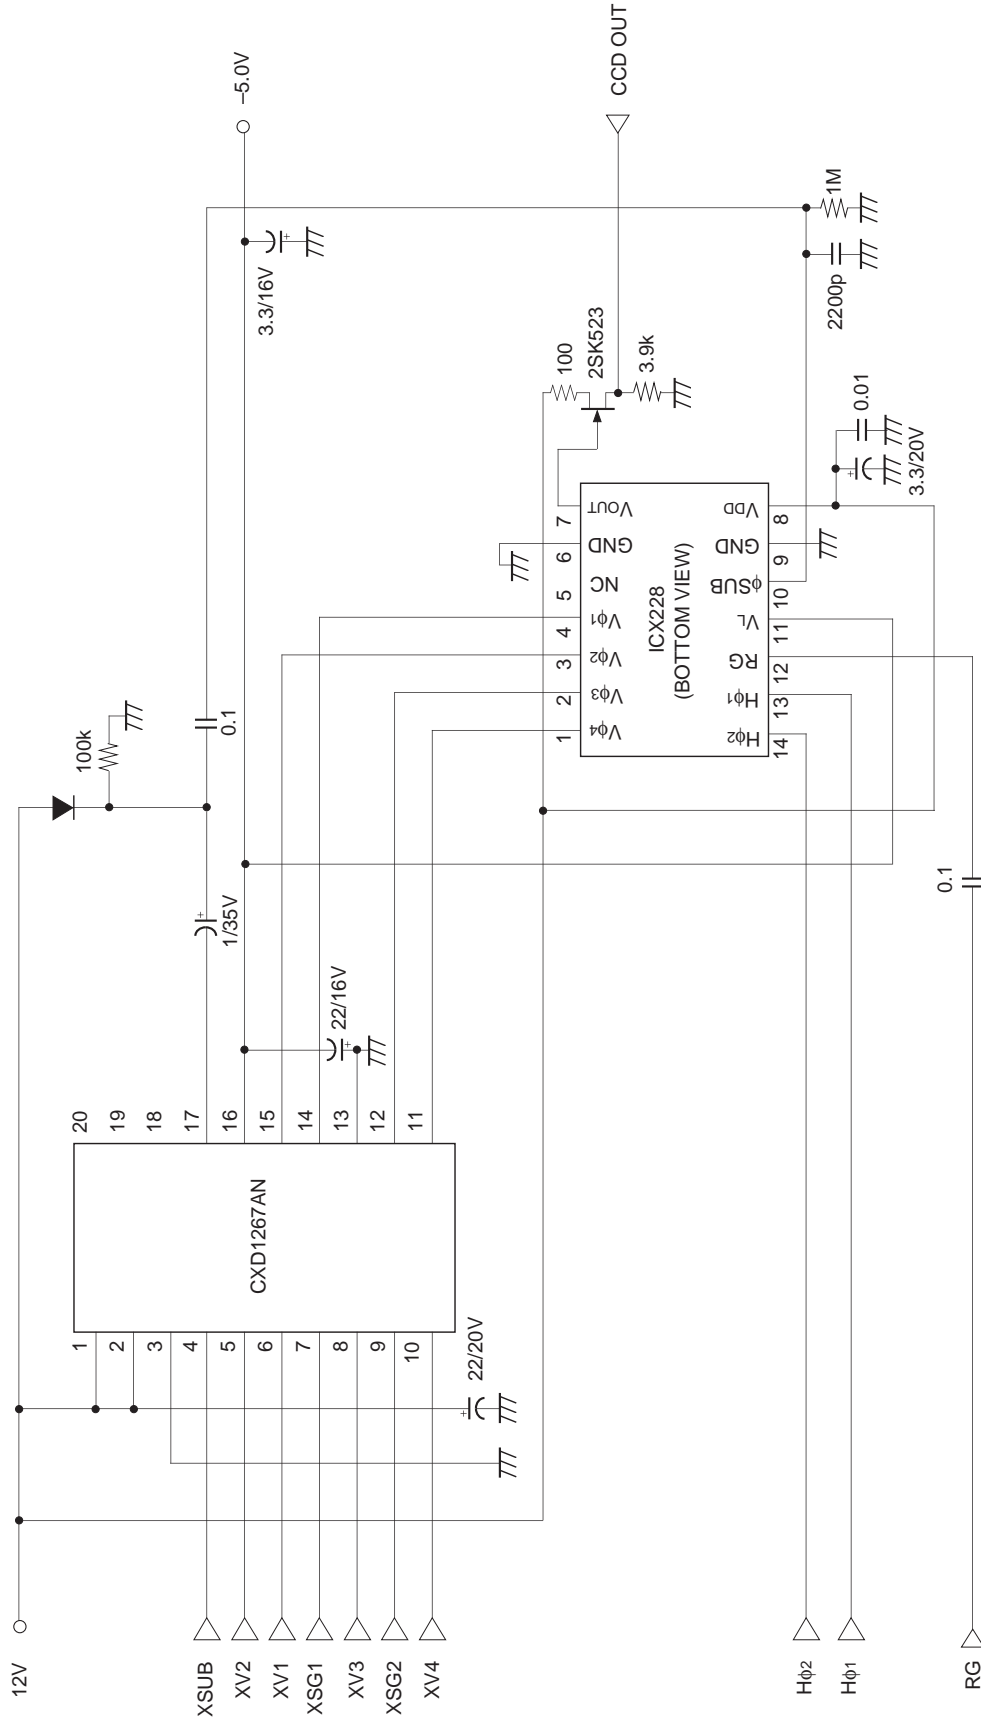 12V
XSUB
XV2
XV1
XSG1
XV3
XSG2
XV4
Hϕ2
Hϕ1
RG
1
2
3
4
5
6
7
8
9
10
22/20V
CXD1267AN
20
19
18
17
16
15
14
13
12
11
22/16V
+
1/35V
+
100k
0.1
3.3/16V
+
–5.0V
0.1
ICX228
(BOTTOM VIEW)
1
2
3
4
5
6
7
Vϕ4
Vϕ3
Vϕ2
Vϕ1
NC
GND
VOUT
14
13
12
11
10
9
8
Hϕ2
Hϕ1
RG
VL
ϕSUB
GND
VDD
100
2SK523
3.9k
CCD OUT
+
3.3/20V
0.01
2200p
1M
+